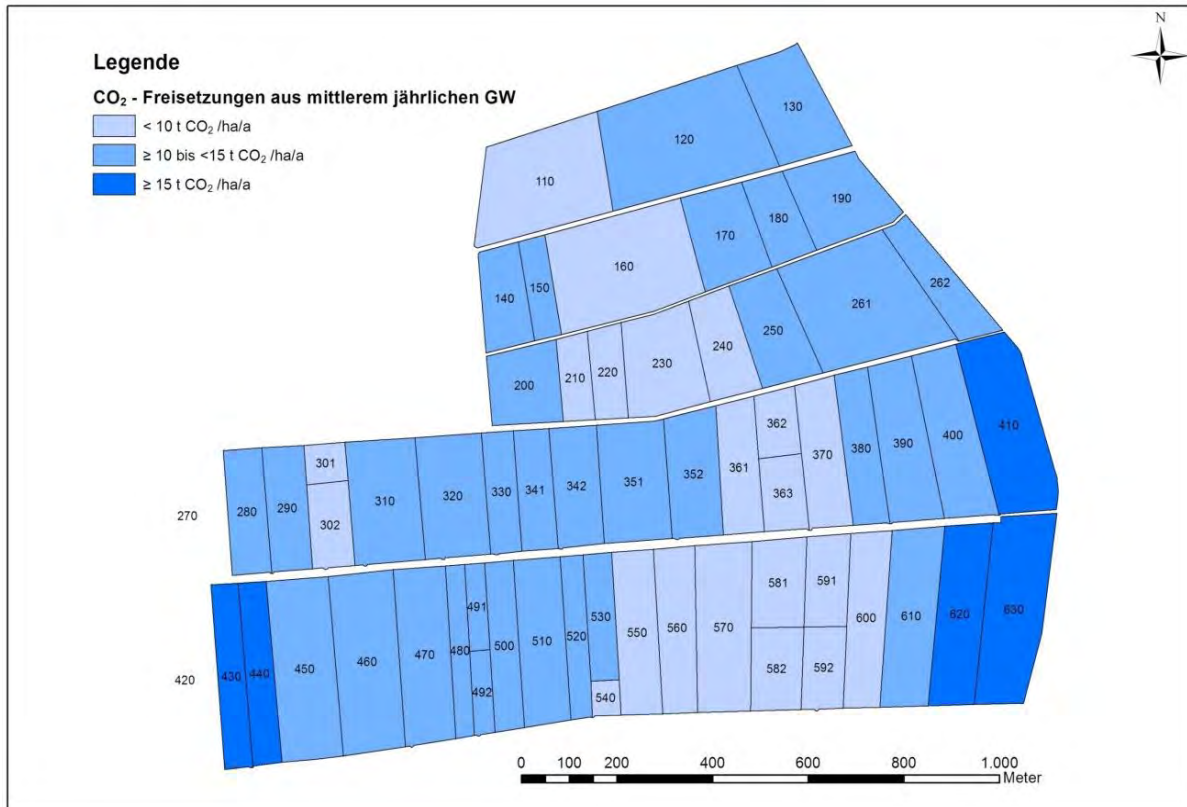 N
Legende
CO₂ - Freisetzungen aus mittlerem jährlichen GW
< 10 t CO₂ /ha/a
≥ 10 bis <15 t CO₂ /ha/a
≥ 15 t CO₂ /ha/a
110 120 130
140 150 160 170 180 190
200 210 220 230 240 250 261 262
270 280 290 301 302 310 320 330 341 342 351 352 361 362 363 370 380 390 400 410
420 430 440 450 460 470 480 491 492 500 510 520 530 540 550 560 570 581 582 591 592 600 610 620 630
0 100 200 400 600 800 1.000
Meter